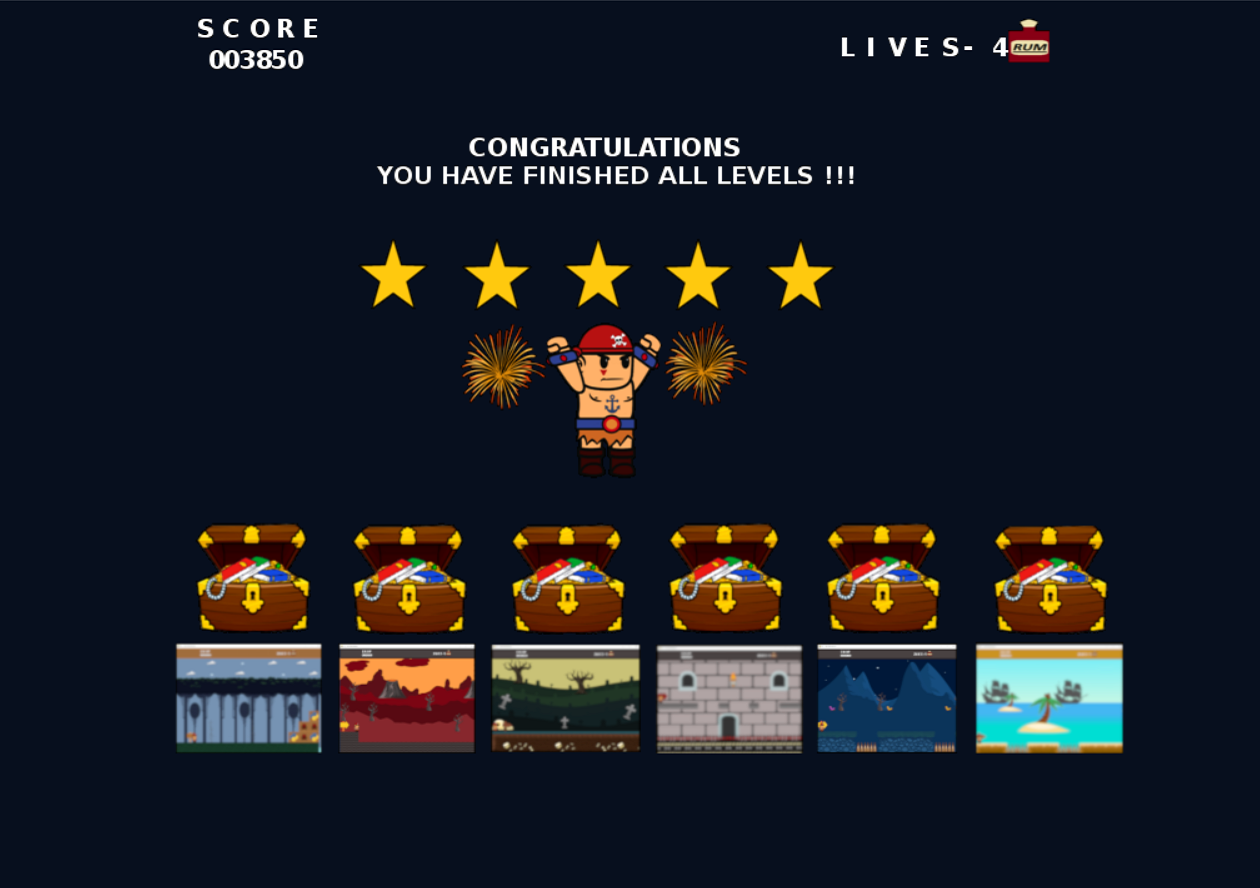 S C O R E
003850
L I V E S- 4
RUM
CONGRATULATIONS
YOU HAVE FINISHED ALL LEVELS !!!